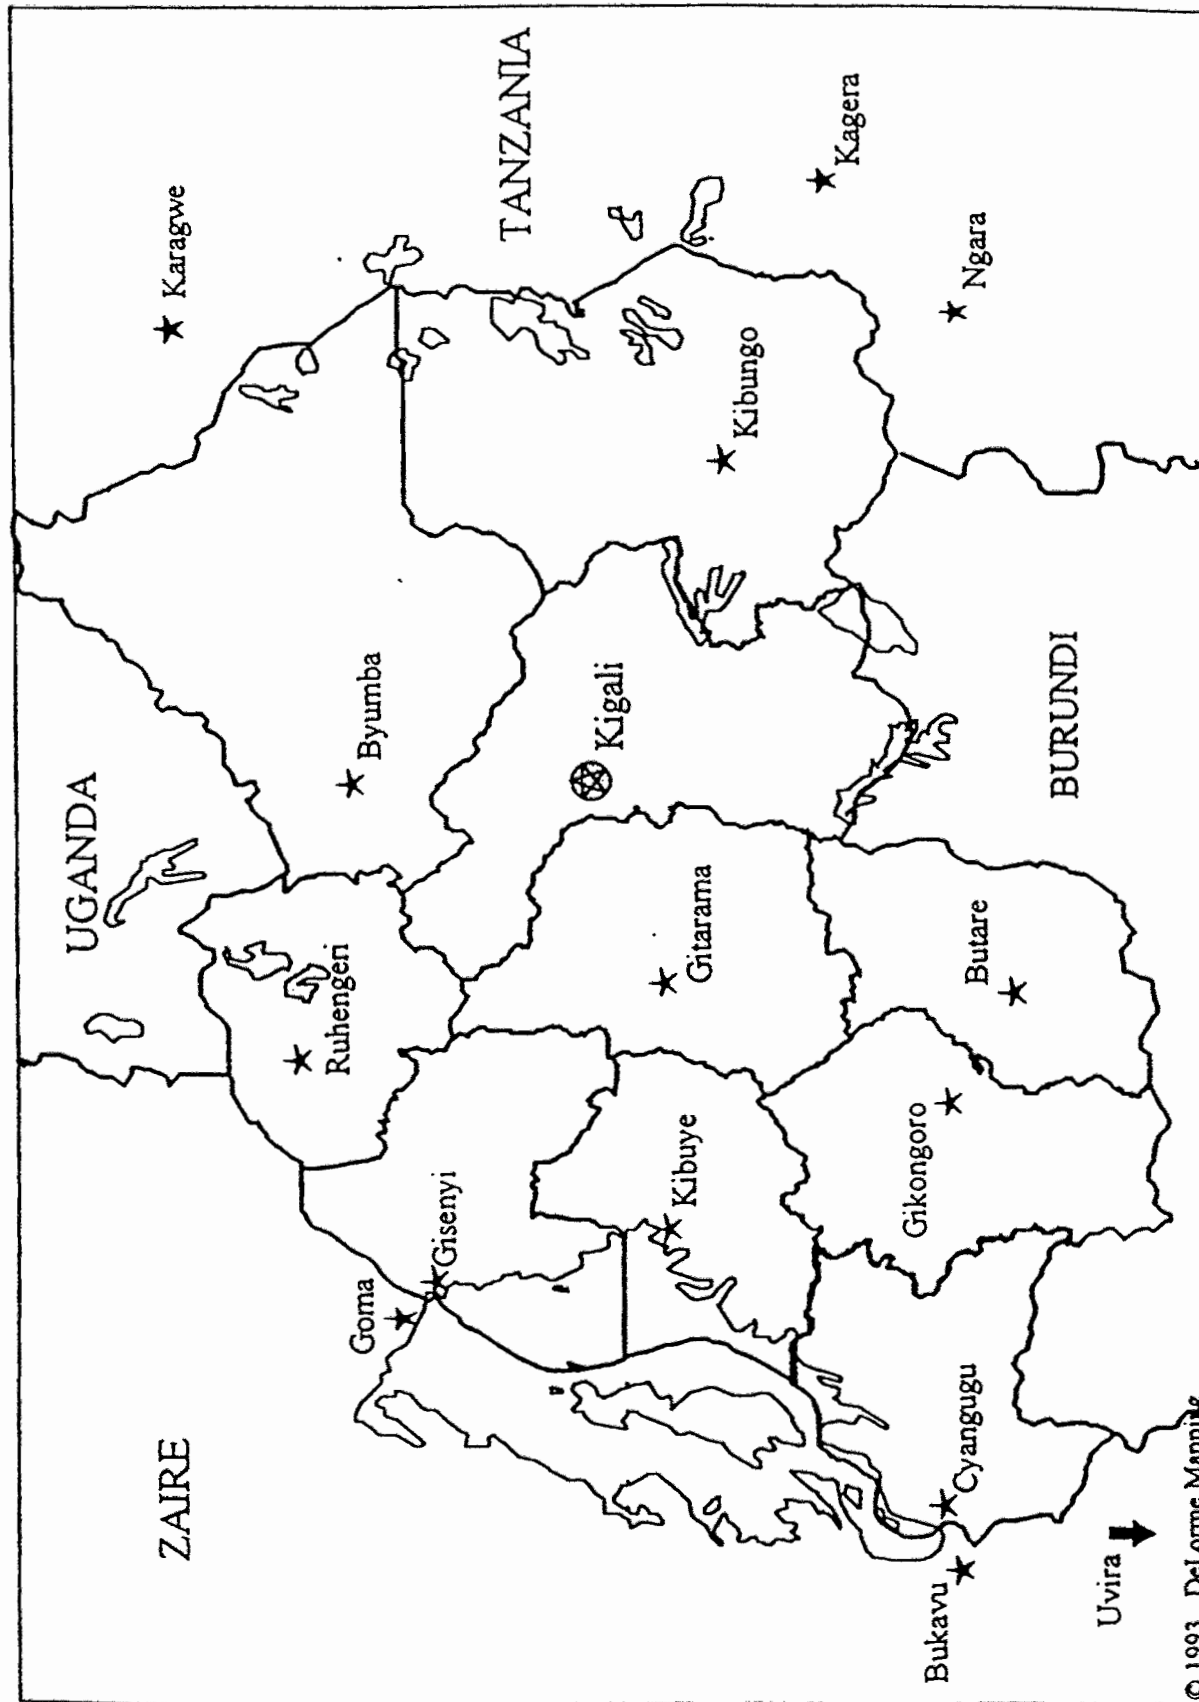 UGANDA
TANZANIA
ZAIRE
BURUNDI
Karagwe
Kagera
Ngara
Byumba
Kibungo
Kigali
Ruhengeri
Gitarama
Butare
Goma
Gisenyi
Kibuye
Gikongoro
Cyangugu
Bukavu
Uvira
© 1993 DeLorme Mapping